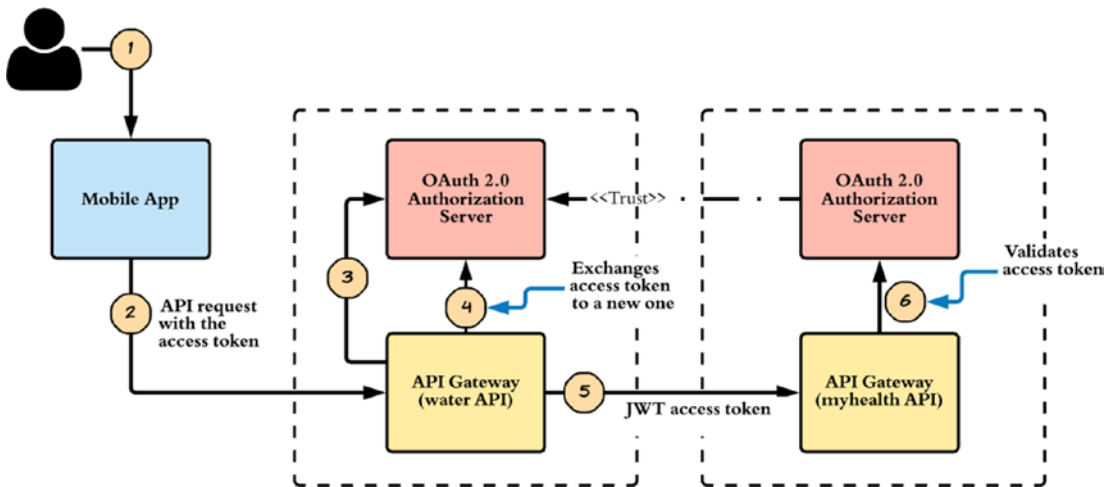 1
Mobile App
2
API request
with the
access token
OAuth 2.0
Authorization
Server
<<Trust>>
OAuth 2.0
Authorization
Server
3
4
Exchanges
access token
to a new one
6
Validates
access token
API Gateway
(water API)
5
JWT access token
API Gateway
(myhealth API)